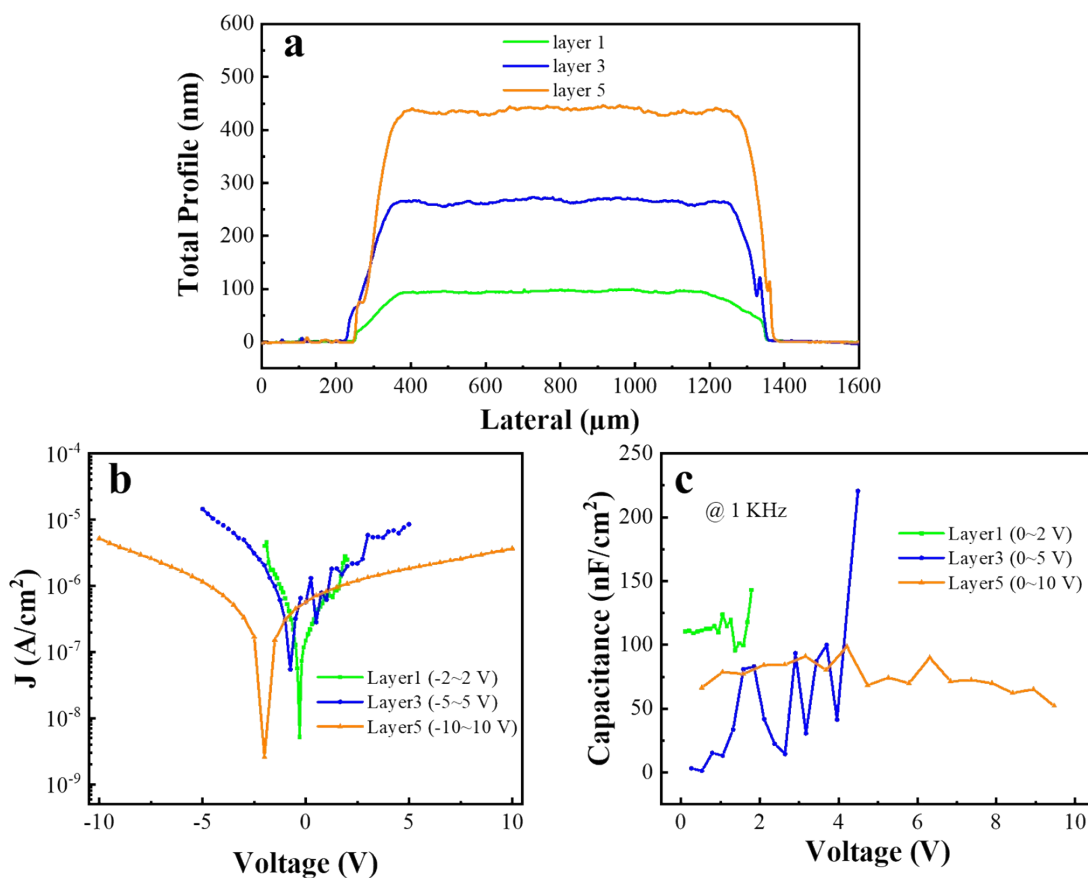 a
layer 1
layer 3
layer 5
600
500
400
300
200
100
0
Total Profile (nm)
0 200 400 600 800 1000 1200 1400 1600
Lateral (µm)
b
10^-4
10^-5
10^-6
10^-7
10^-8
10^-9
J (A/cm²)
Layer1 (-2~2 V)
Layer3 (-5~5 V)
Layer5 (-10~10 V)
-10 -5 0 5 10
Voltage (V)
c
@ 1 KHz
250
200
150
100
50
0
Capacitance (nF/cm²)
Layer1 (0~2 V)
Layer3 (0~5 V)
Layer5 (0~10 V)
0 2 4 6 8 10
Voltage (V)